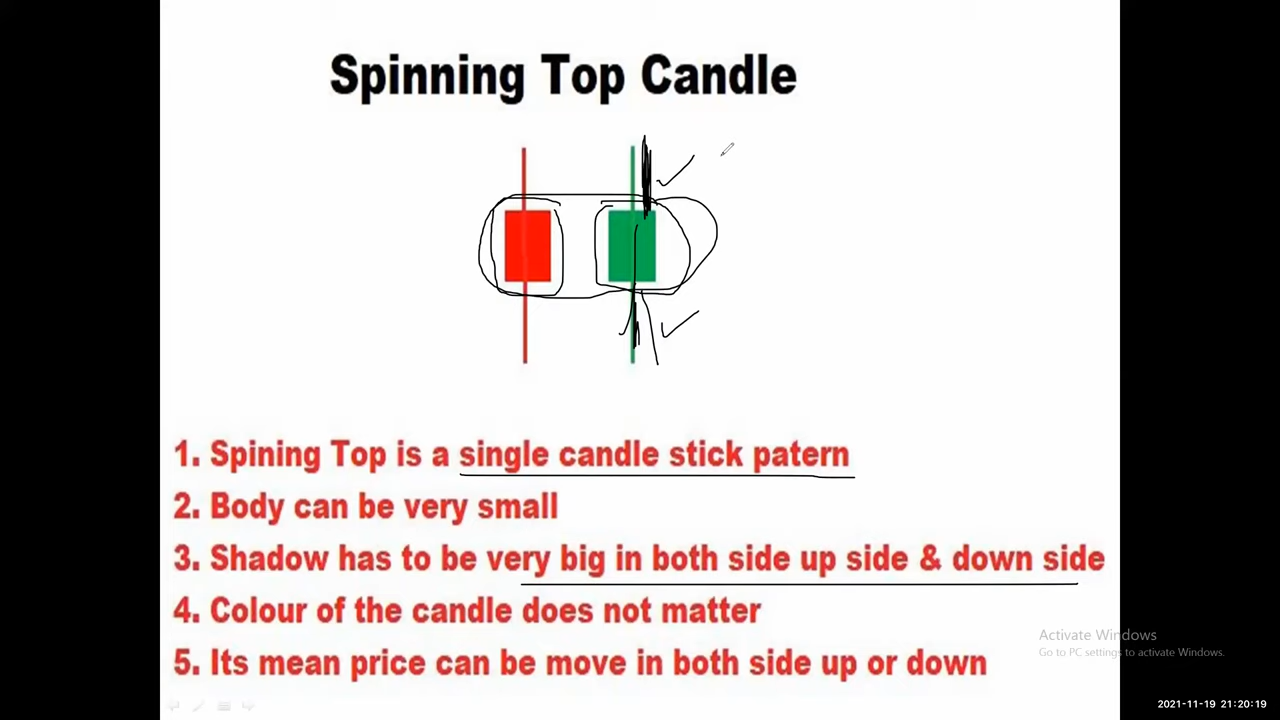 Spinning Top Candle
1. Spining Top is a single candle stick patern
2. Body can be very small
3. Shadow has to be very big in both side up side & down side
4. Colour of the candle does not matter
5. Its mean price can be move in both side up or down
Activate Windows
Go to PC settings to activate Windows.
2021-11-19 21:20:19